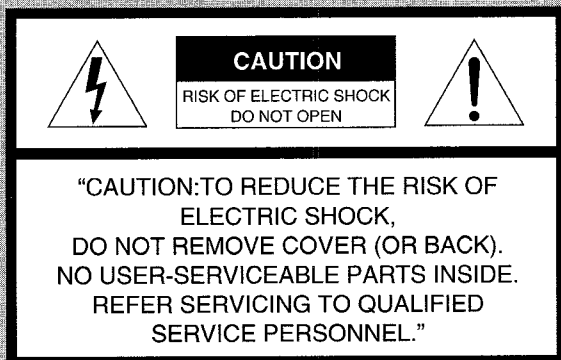 CAUTION
RISK OF ELECTRIC SHOCK
DO NOT OPEN
“CAUTION:TO REDUCE THE RISK OF
ELECTRIC SHOCK,
DO NOT REMOVE COVER (OR BACK).
NO USER-SERVICEABLE PARTS INSIDE.
REFER SERVICING TO QUALIFIED
SERVICE PERSONNEL.”